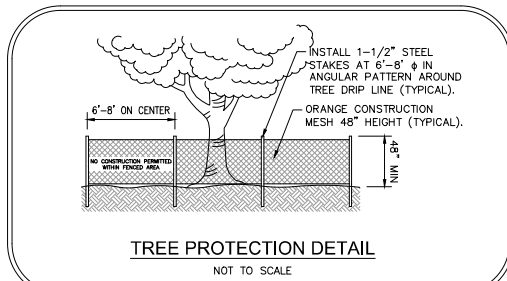 INSTALL 1-1/2" STEEL
STAKES AT 6'-8' ϕ IN
ANGULAR PATTERN AROUND
TREE DRIP LINE (TYPICAL).
6'-8' ON CENTER
ORANGE CONSTRUCTION
MESH 48" HEIGHT (TYPICAL).
NO CONSTRUCTION PERMITTED
WITHIN FENCED AREA
48" MIN
TREE PROTECTION DETAIL
NOT TO SCALE